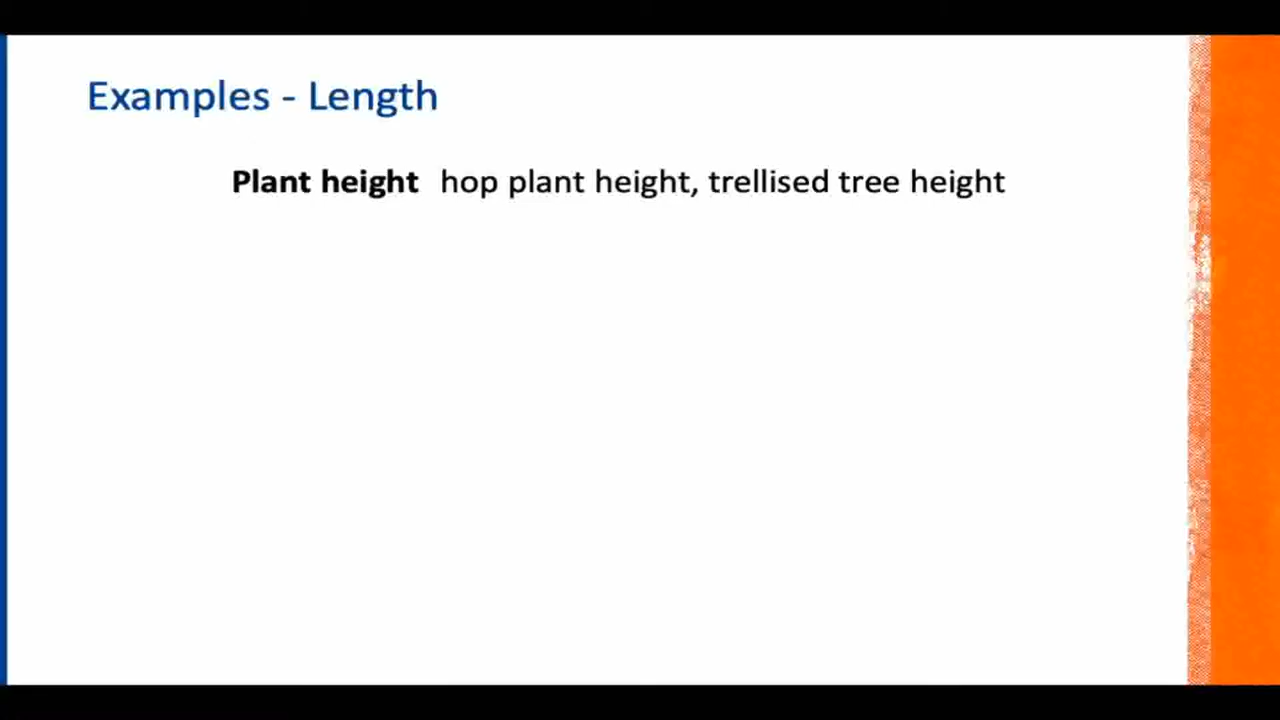 Examples - Length
Plant height hop plant height, trellised tree height